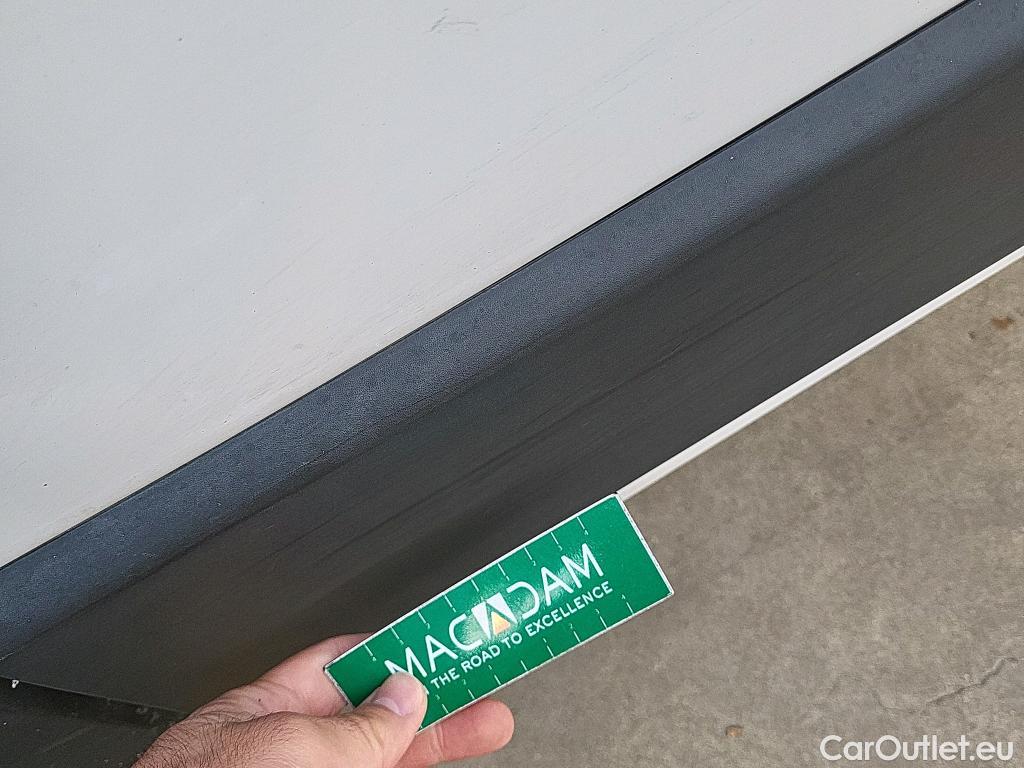 MACADAM
THE ROAD TO EXCELLENCE
CarOutlet.eu